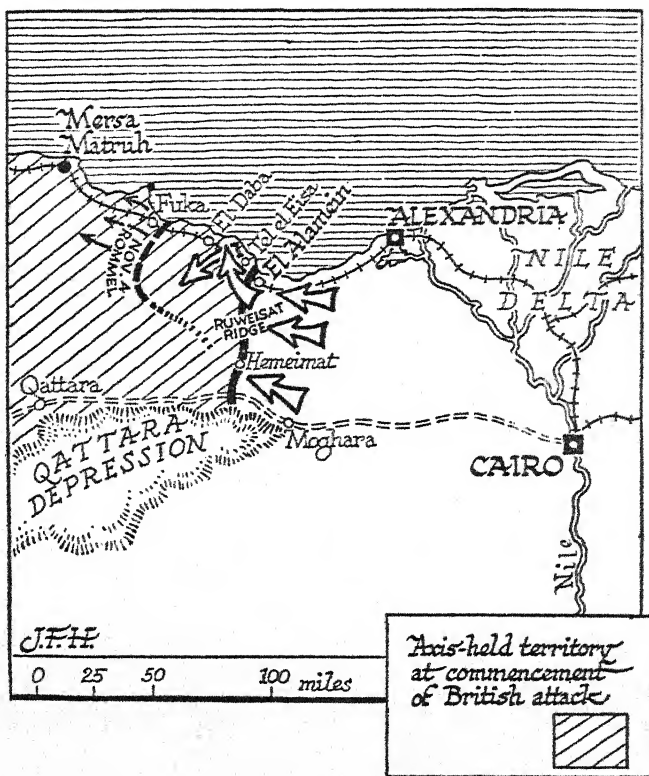 Mersa
Matruh
Fuka
El Daba
Tel el Eisa
El Alamein
ALEXANDRIA
NILE
DELTA
NOV. 4.
ROMMEL
RUWEISAT
RIDGE
Hemeimat
Qattara
Moghara
QATTARA
DEPRESSION
CAIRO
Nile
J.F.H.
0 25 50 100 miles
Axis-held territory
at commencement
of British attack